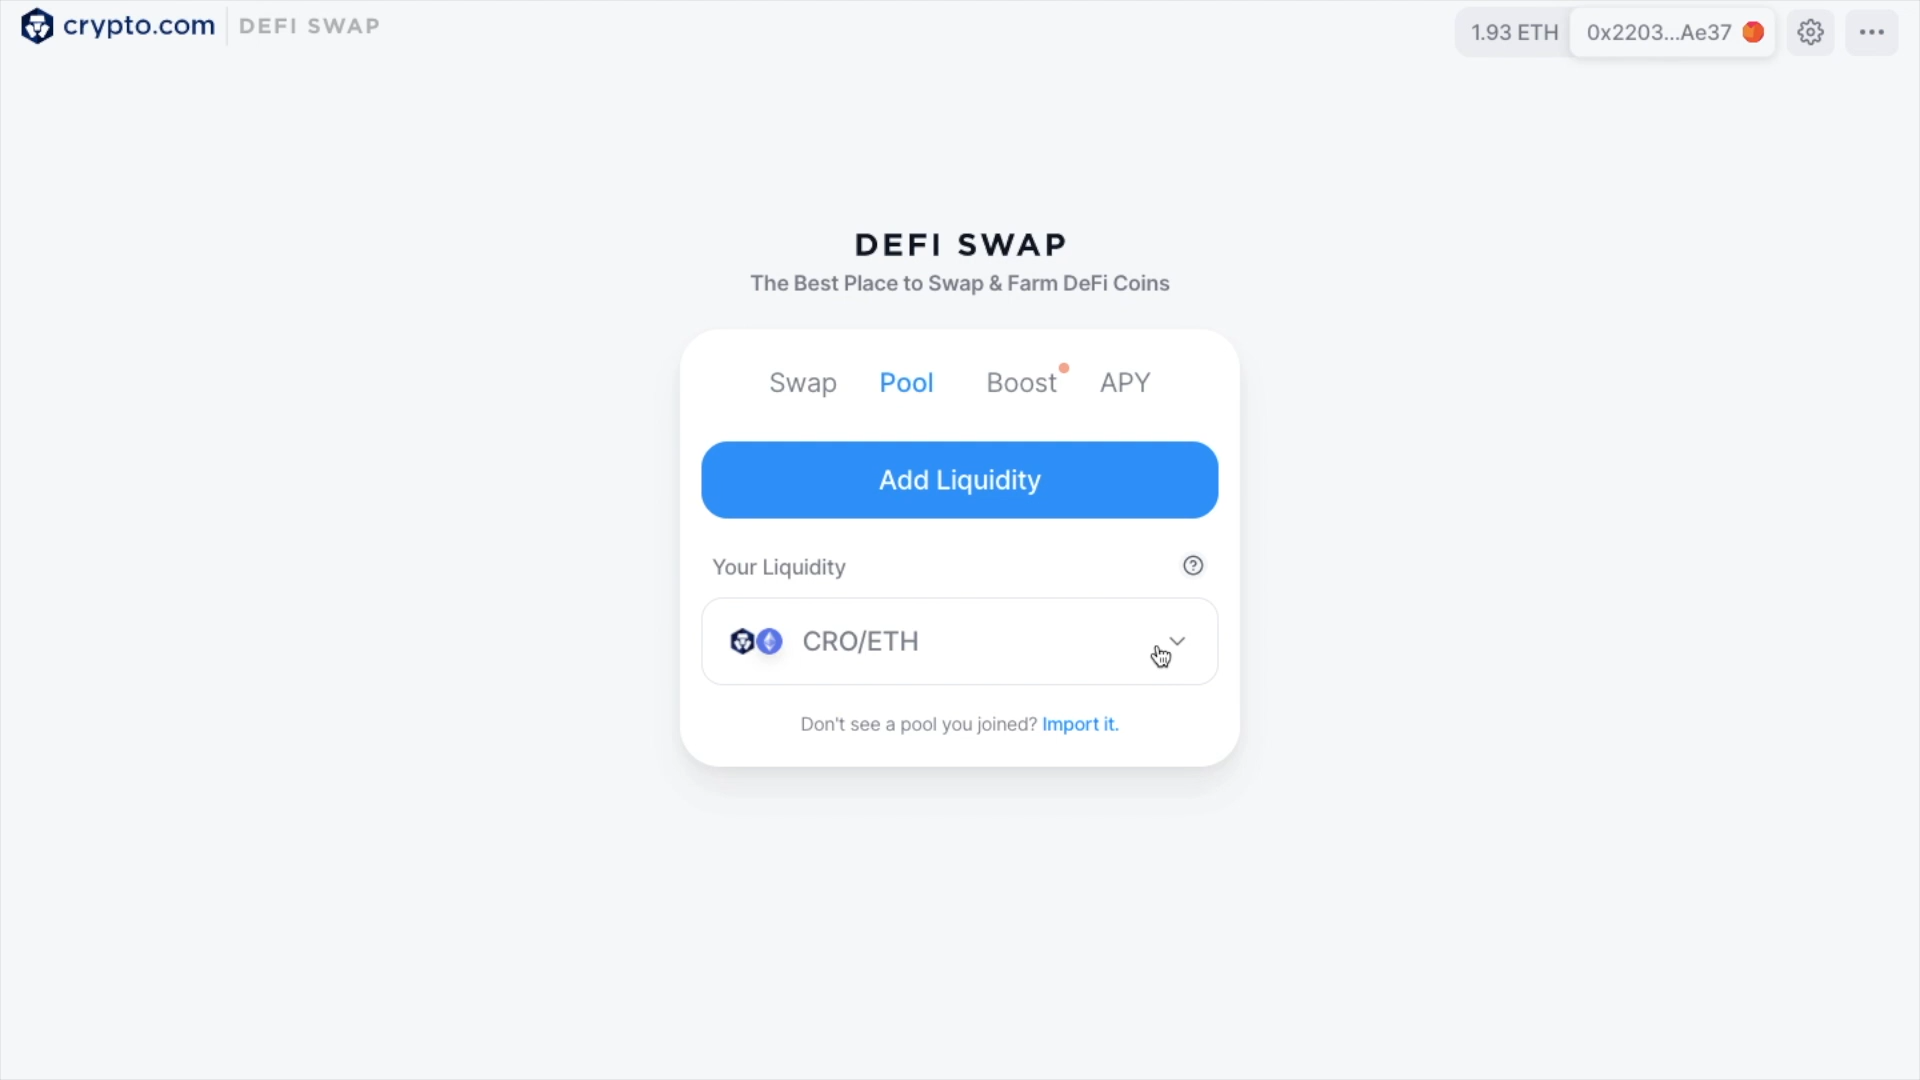 crypto.com DEFI SWAP
1.93 ETH 0x2203...Ae37
DEFI SWAP
The Best Place to Swap & Farm DeFi Coins
Swap Pool Boost APY
Add Liquidity
Your Liquidity
CRO/ETH
Don't see a pool you joined? Import it.